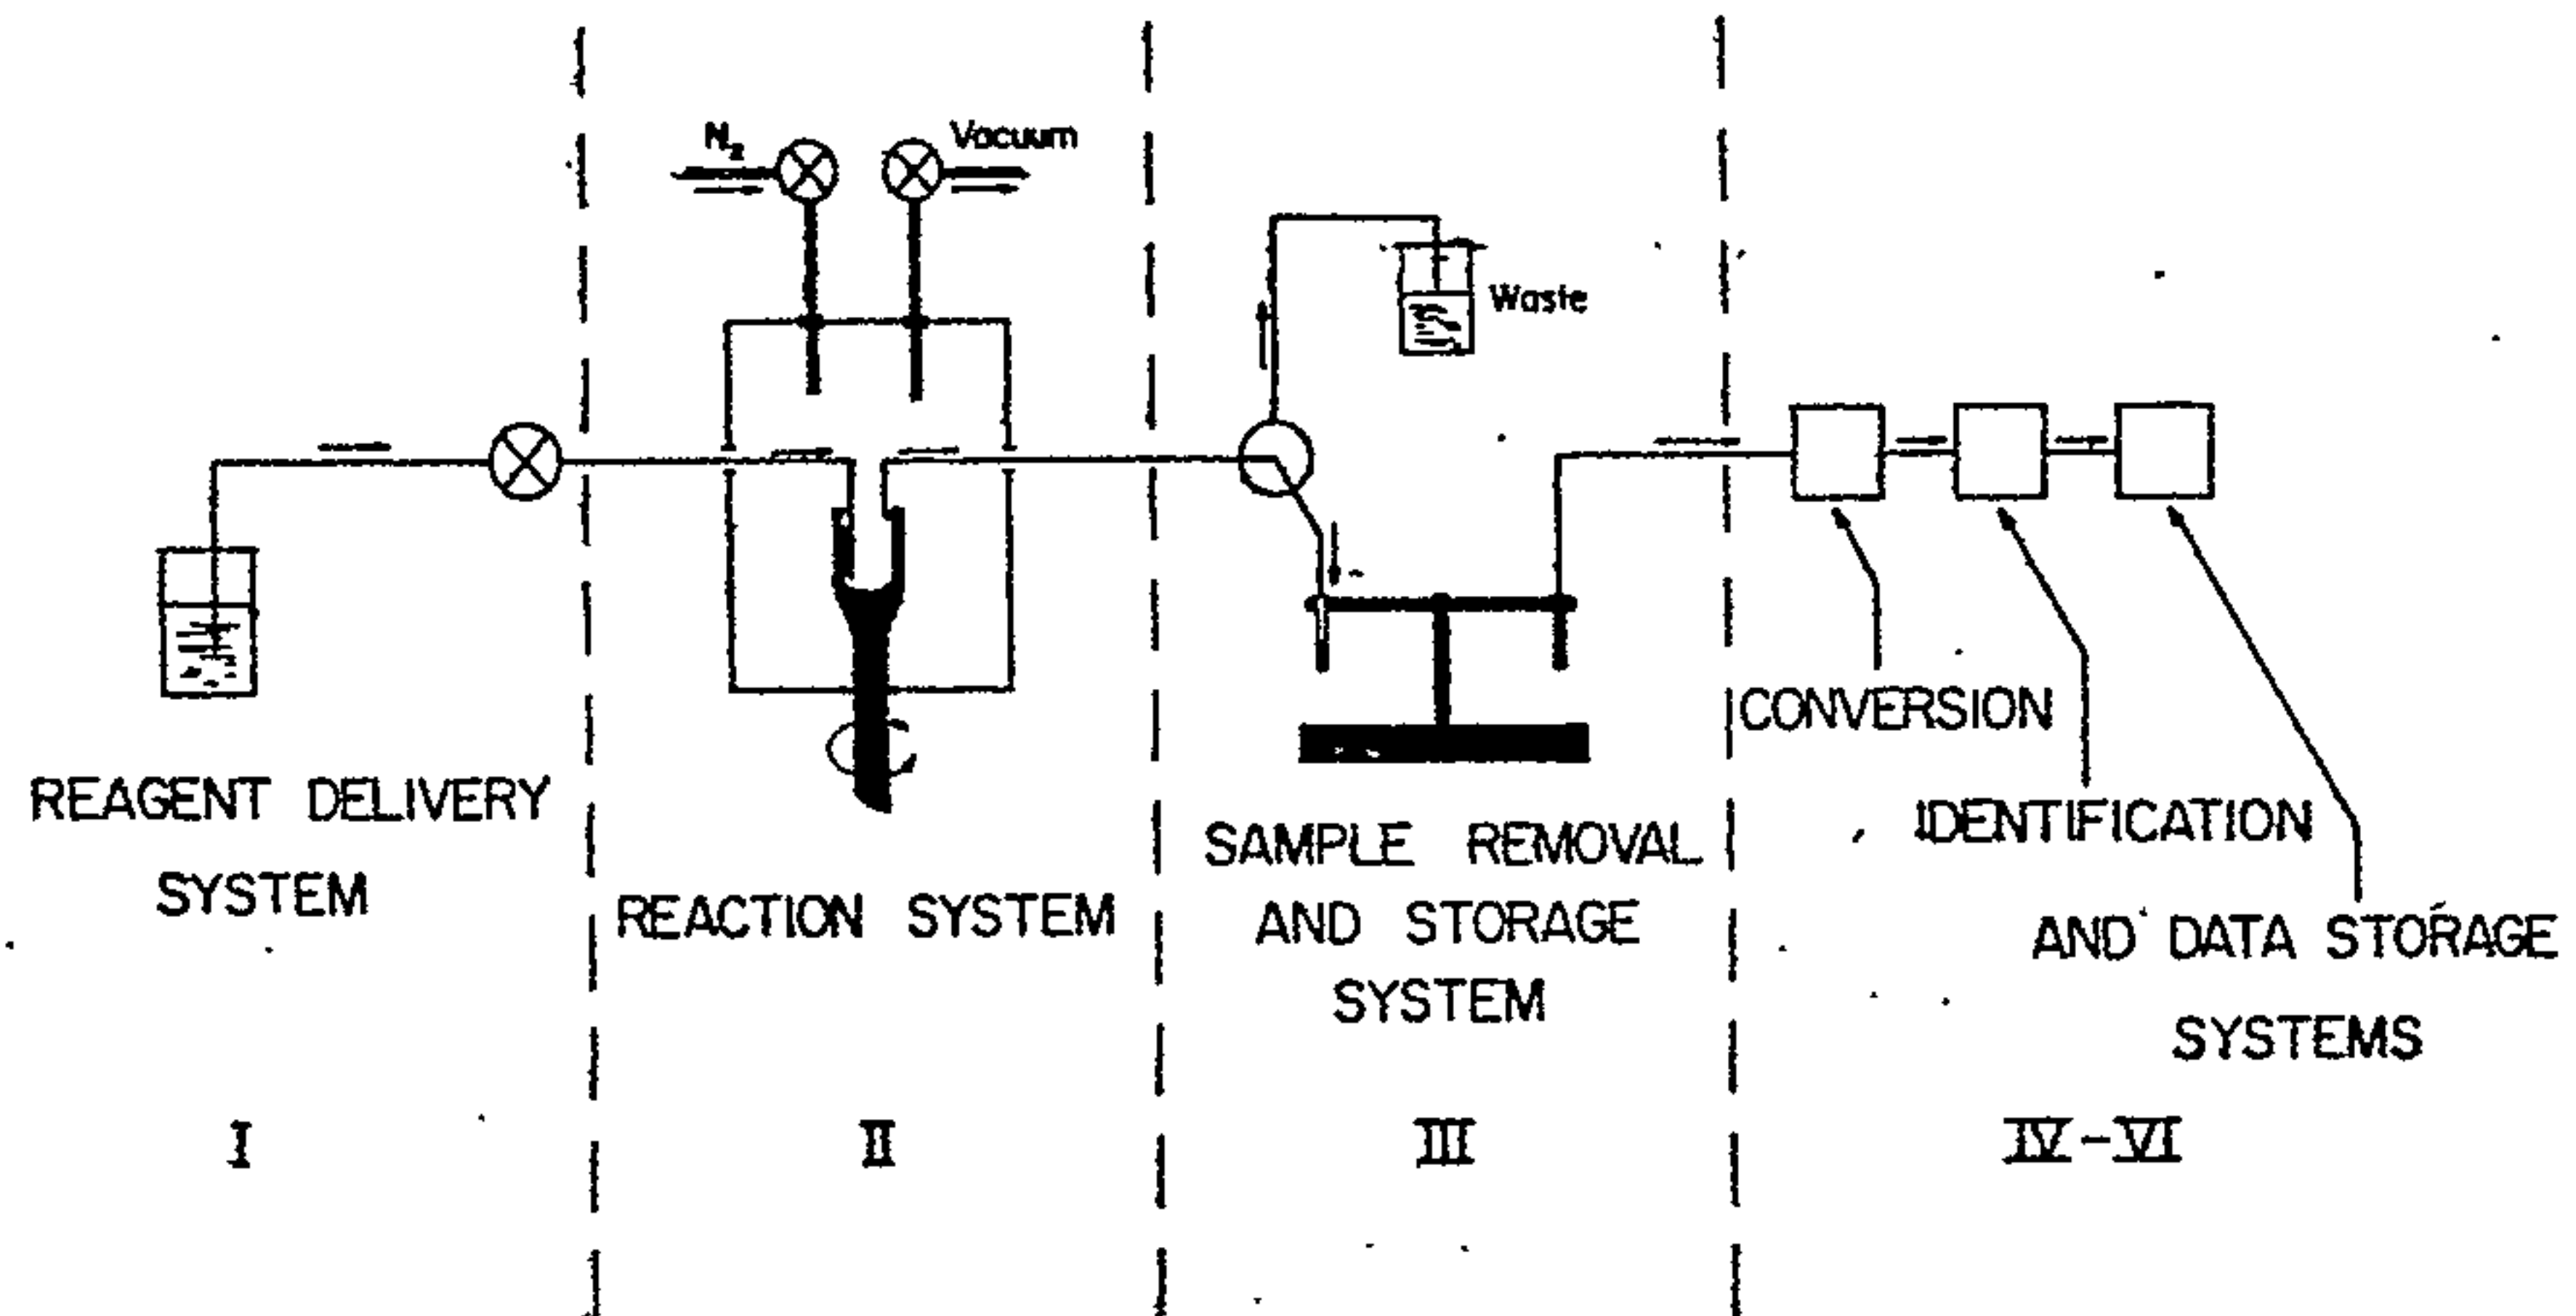 N₂
Vacuum
Waste
REAGENT DELIVERY
SYSTEM
REACTION SYSTEM
SAMPLE REMOVAL
AND STORAGE
SYSTEM
CONVERSION
IDENTIFICATION
AND DATA STORAGE
SYSTEMS
I
II
III
IV-VI